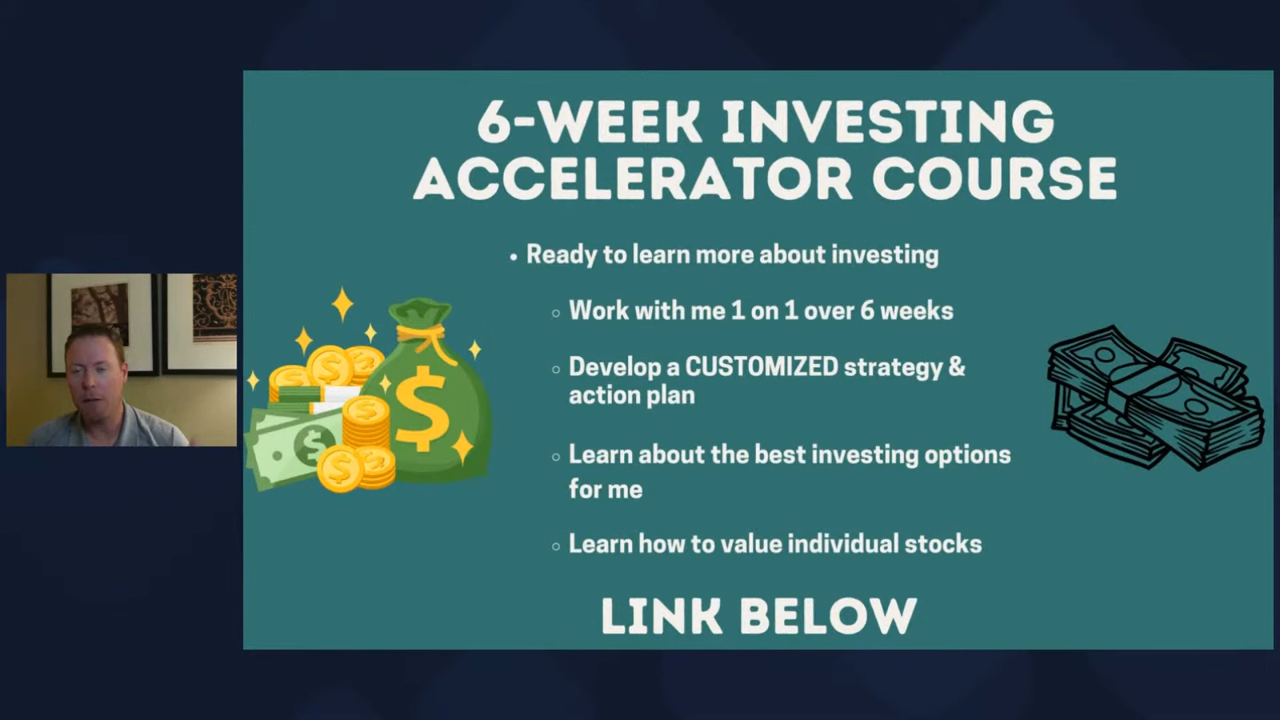 6-WEEK INVESTING
ACCELERATOR COURSE
• Ready to learn more about investing
◦ Work with me 1 on 1 over 6 weeks
◦ Develop a CUSTOMIZED strategy &
action plan
◦ Learn about the best investing options
for me
◦ Learn how to value individual stocks
LINK BELOW